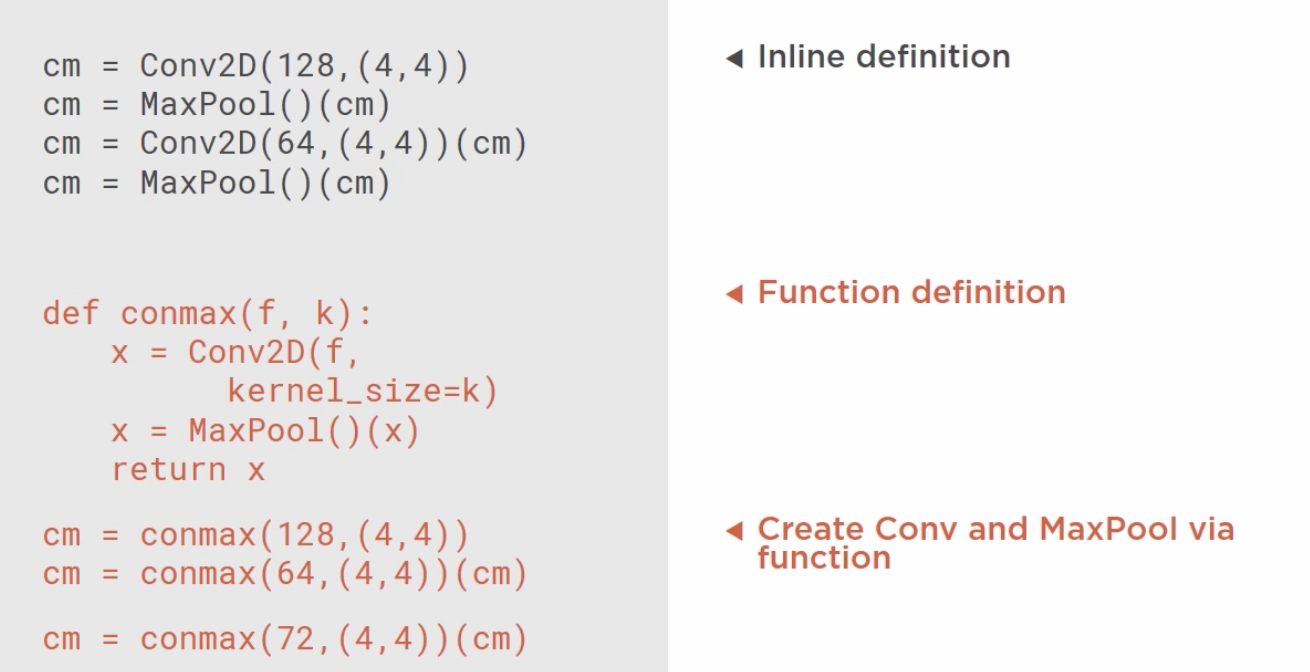 cm = Conv2D(128,(4,4))
cm = MaxPool()(cm)
cm = Conv2D(64,(4,4))(cm)
cm = MaxPool()(cm)
◀ Inline definition
def conmax(f, k):
    x = Conv2D(f,
          kernel_size=k)
    x = MaxPool()(x)
    return x
◀ Function definition
cm = conmax(128,(4,4))
cm = conmax(64,(4,4))(cm)
cm = conmax(72,(4,4))(cm)
◀ Create Conv and MaxPool via
function